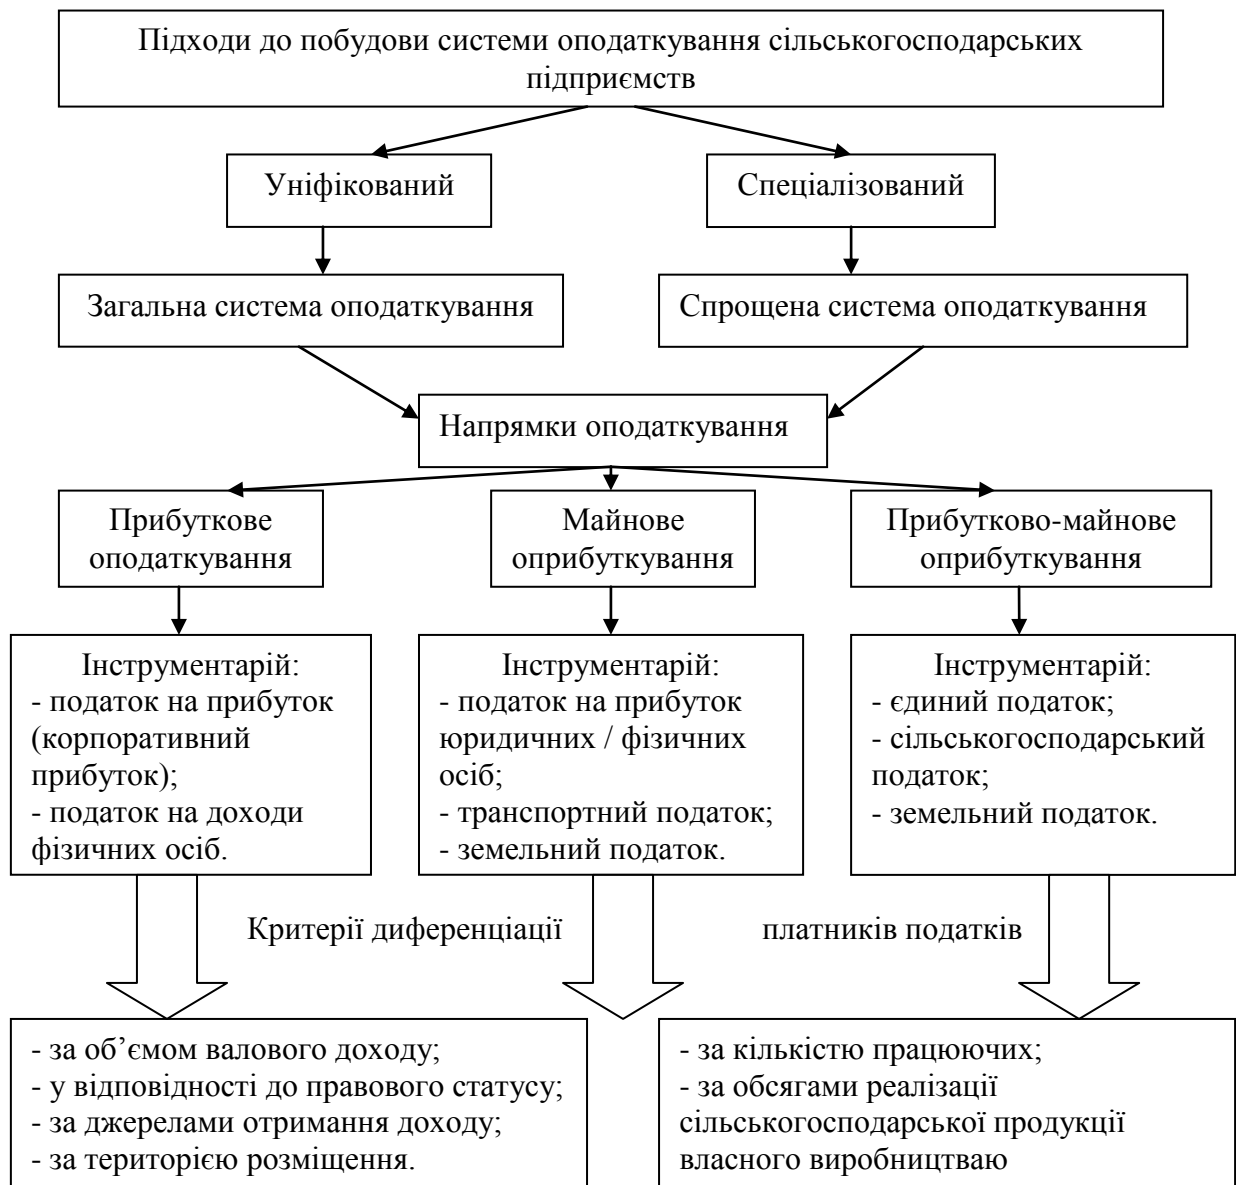 Підходи до побудови системи оподаткування сільськогосподарських
підприємств
Уніфікований
Спеціалізований
Загальна система оподаткування
Спрощена система оподаткування
Напрямки оподаткування
Прибуткове
оподаткування
Майнове
оприбуткування
Прибутково-майнове
оприбуткування
Інструментарій:
- податок на прибуток
(корпоративний
прибуток);
- податок на доходи
фізичних осіб.
Інструментарій:
- податок на прибуток
юридичних / фізичних
осіб;
- транспортний податок;
- земельний податок.
Інструментарій:
- єдиний податок;
- сільськогосподарський
податок;
- земельний податок.
Критерії диференціації
платників податків
- за об’ємом валового доходу;
- у відповідності до правового статусу;
- за джерелами отримання доходу;
- за територією розміщення.
- за кількістю працюючих;
- за обсягами реалізації
сільськогосподарської продукції
власного виробництваю